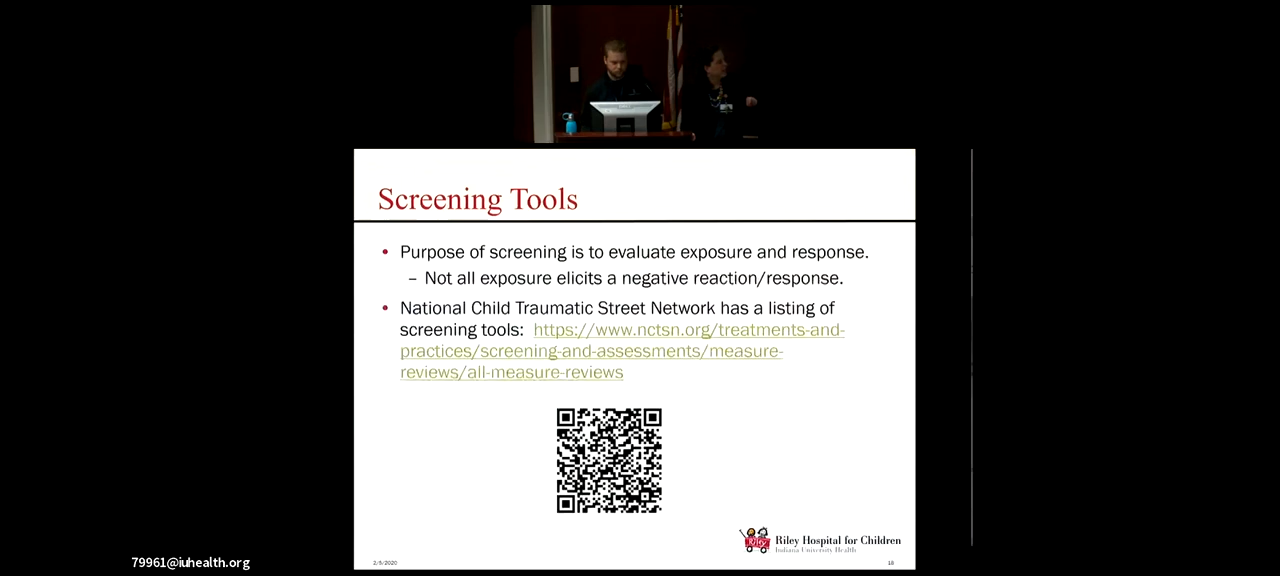 Screening Tools
• Purpose of screening is to evaluate exposure and response.
– Not all exposure elicits a negative reaction/response.
• National Child Traumatic Street Network has a listing of
screening tools: https://www.nctsn.org/treatments-and-
practices/screening-and-assessments/measure-
reviews/all-measure-reviews
Riley Hospital for Children
Indiana University Health
2/5/2020
18
79961@iuhealth.org